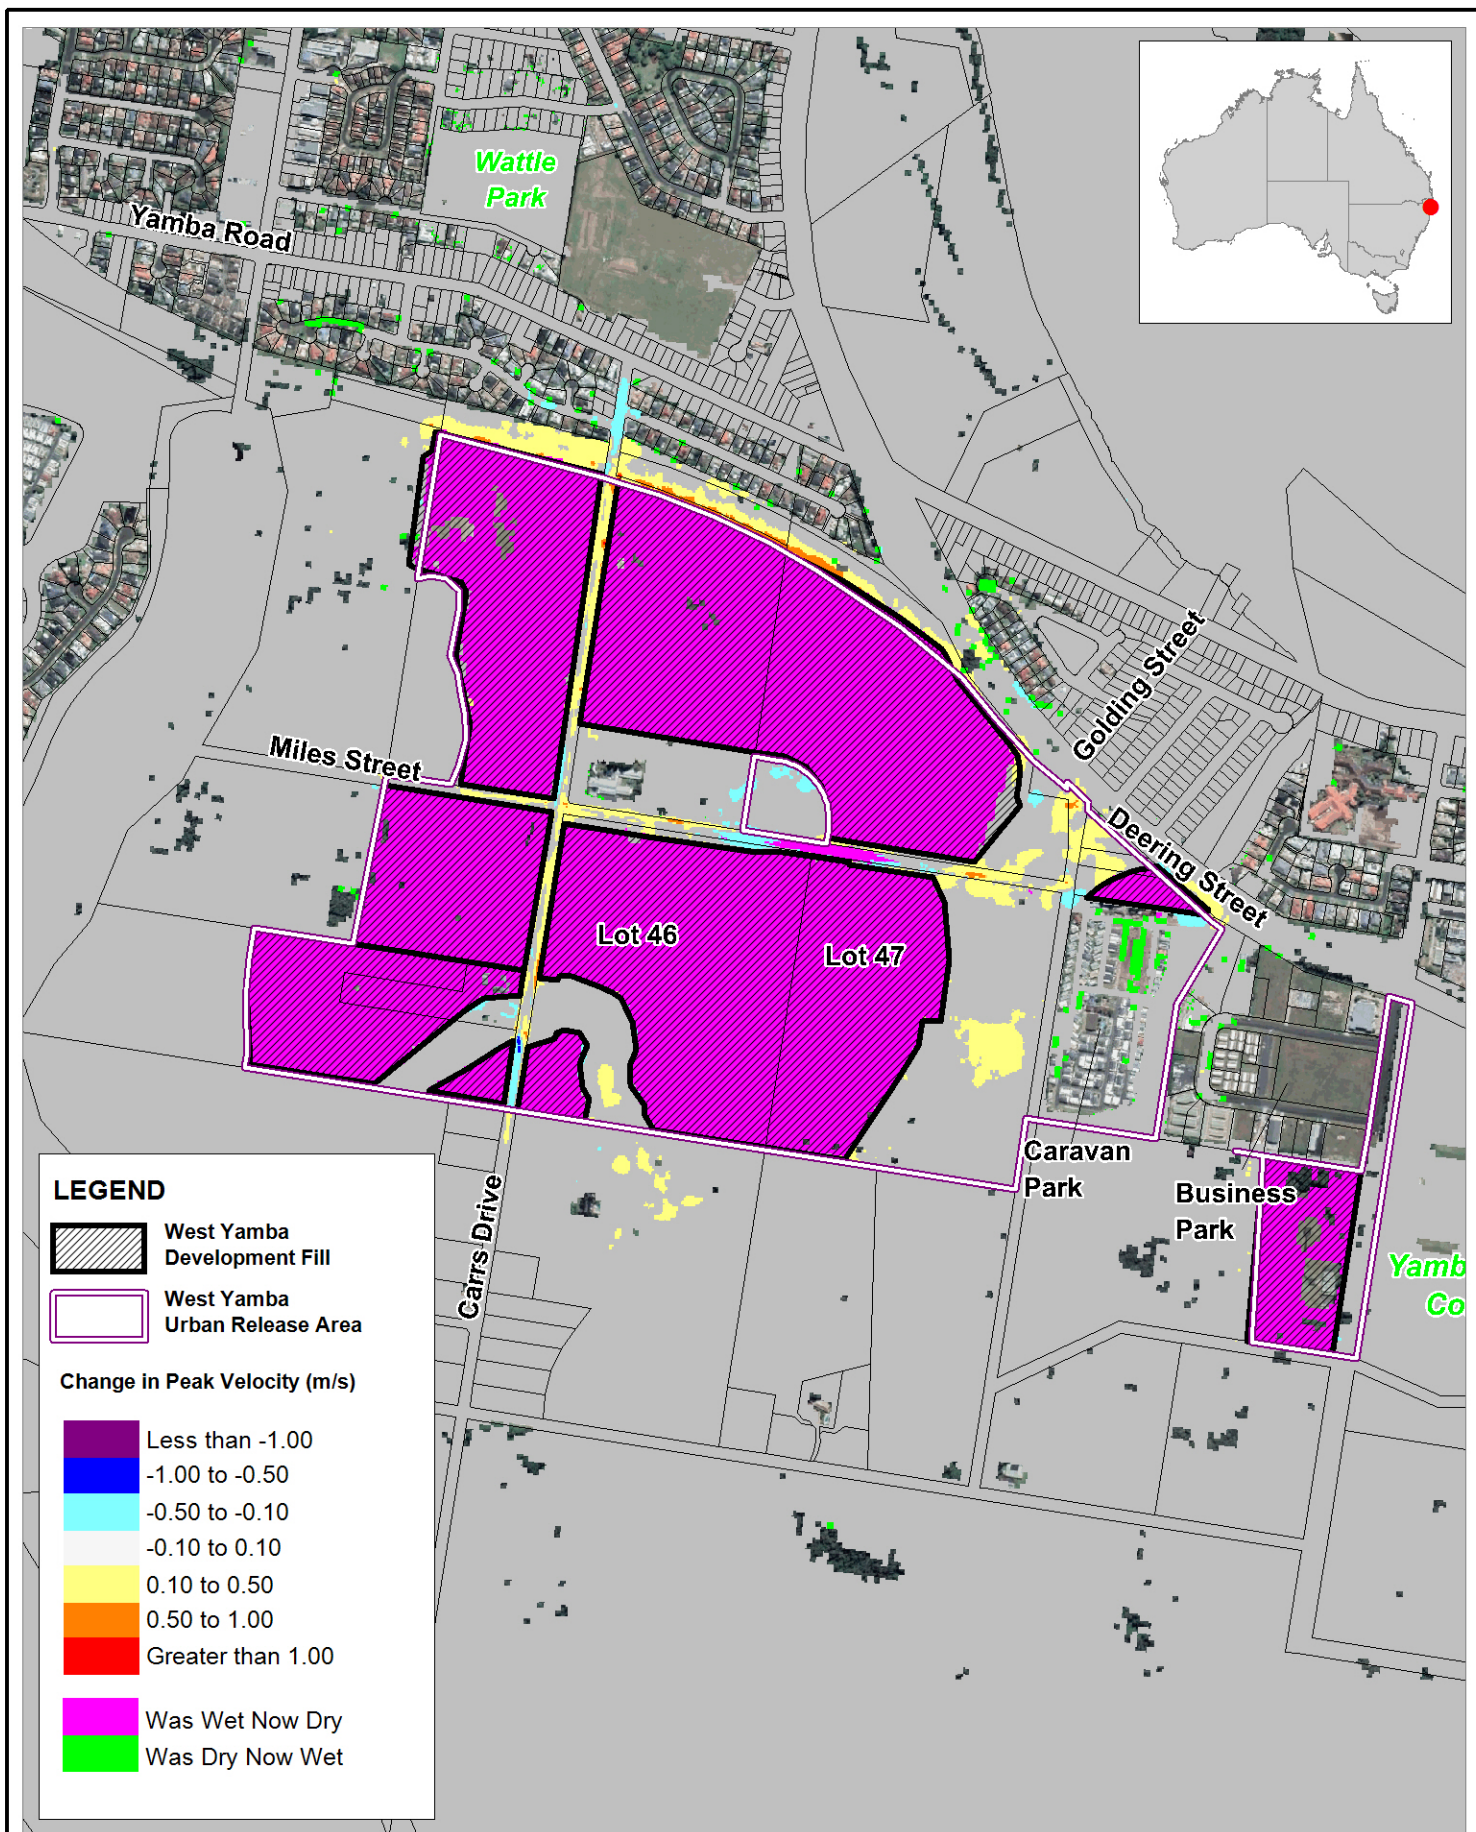 Wattle
Park
Yamba Road
Miles Street
Golding Street
Deering Street
Lot 46
Lot 47
Caravan
Park
Business
Park
Yamb
Co
Carrs Drive
LEGEND
West Yamba
Development Fill
West Yamba
Urban Release Area
Change in Peak Velocity (m/s)
Less than -1.00
-1.00 to -0.50
-0.50 to -0.10
-0.10 to 0.10
0.10 to 0.50
0.50 to 1.00
Greater than 1.00
Was Wet Now Dry
Was Dry Now Wet